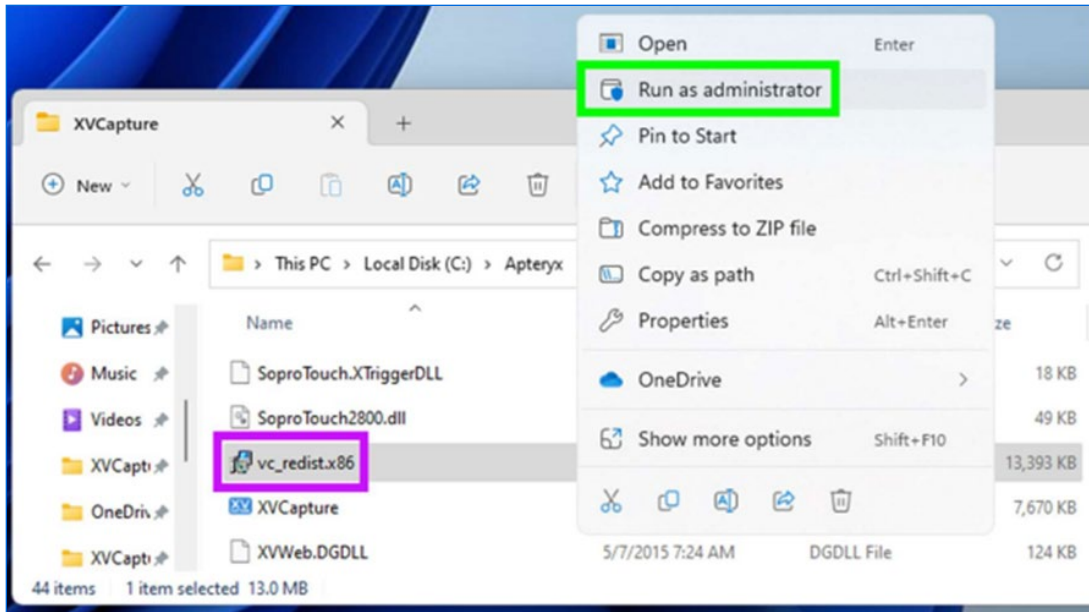 XVCapture
New
This PC > Local Disk (C:) > Apteryx
Name
Pictures
Music
Videos
XVCapt
OneDriv
XVCapt
SoproTouch.XTriggerDLL
18 KB
SoproTouch2800.dll
49 KB
vc_redist.x86
13,393 KB
XV XVCapture
7,670 KB
XVWeb.DGDLL
5/7/2015 7:24 AM
DGDLL File
124 KB
44 items
1 item selected 13.0 MB
Open
Enter
Run as administrator
Pin to Start
Add to Favorites
Compress to ZIP file
Copy as path
Ctrl+Shift+C
Properties
Alt+Enter
ze
OneDrive
Show more options
Shift+F10